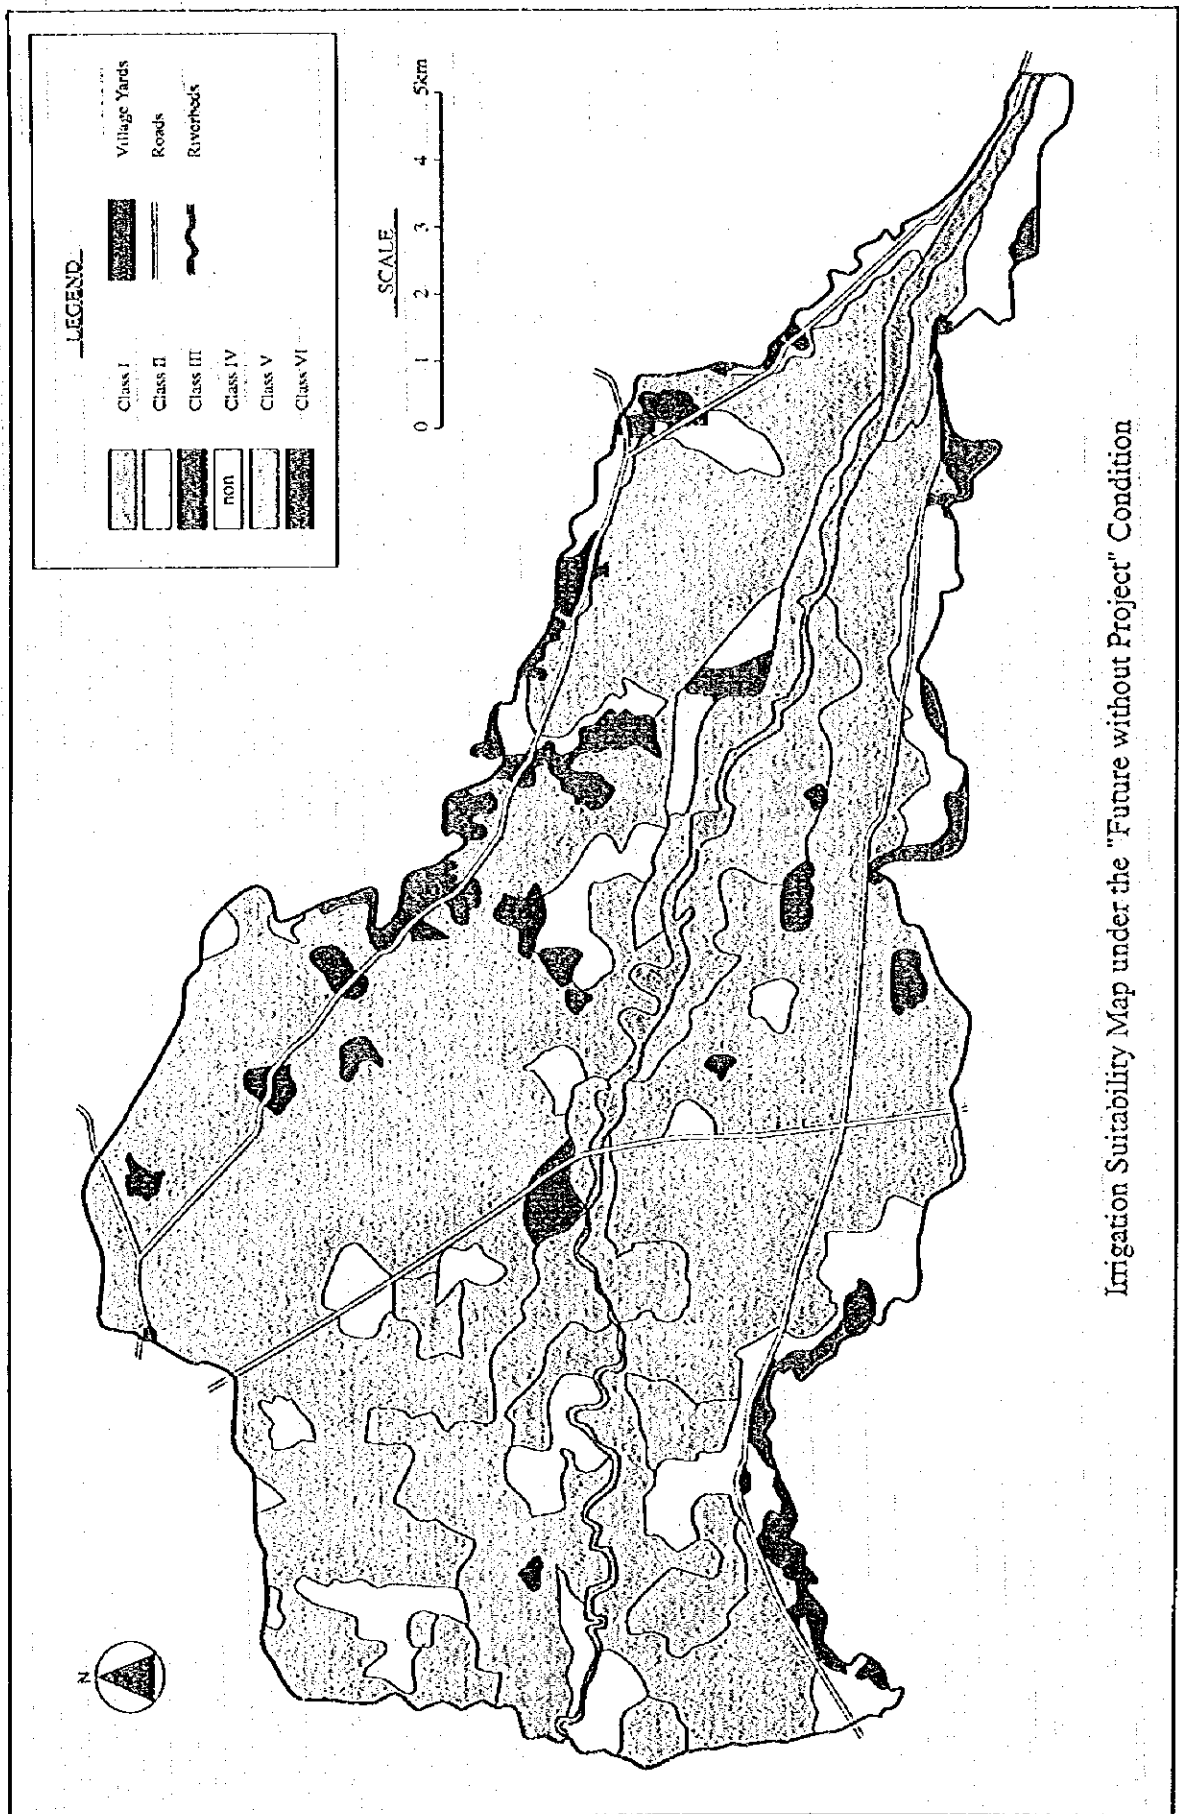 LEGEND
Class I
Class II
Class III
non
Class IV
Class V
Class VI
Village Yards
Roads
Riverbeds
SCALE
0 1 2 3 4 5km
N
Irrigation Suitability Map under the "Future without Project" Condition